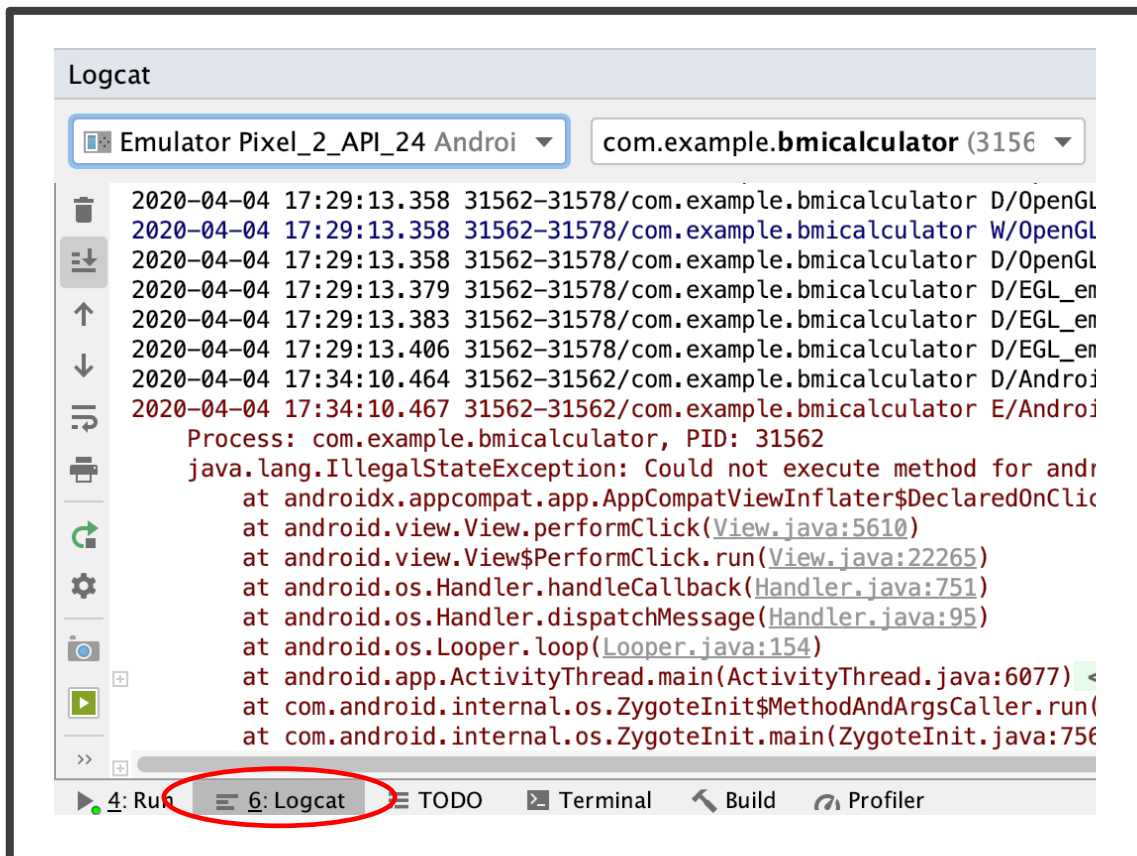 Logcat
Emulator Pixel_2_API_24 Androi com.example.bmicalculator (3156
2020-04-04 17:29:13.358 31562-31578/com.example.bmicalculator D/OpenGL
2020-04-04 17:29:13.358 31562-31578/com.example.bmicalculator W/OpenGL
2020-04-04 17:29:13.358 31562-31578/com.example.bmicalculator D/OpenGL
2020-04-04 17:29:13.379 31562-31578/com.example.bmicalculator D/EGL_em
2020-04-04 17:29:13.383 31562-31578/com.example.bmicalculator D/EGL_em
2020-04-04 17:29:13.406 31562-31578/com.example.bmicalculator D/EGL_em
2020-04-04 17:34:10.464 31562-31562/com.example.bmicalculator D/Androi
2020-04-04 17:34:10.467 31562-31562/com.example.bmicalculator E/Androi
Process: com.example.bmicalculator, PID: 31562
java.lang.IllegalStateException: Could not execute method for andr
at androidx.appcompat.app.AppCompatViewInflater$DeclaredOnClic
at android.view.View.performClick(View.java:5610)
at android.view.View$PerformClick.run(View.java:22265)
at android.os.Handler.handleCallback(Handler.java:751)
at android.os.Handler.dispatchMessage(Handler.java:95)
at android.os.Looper.loop(Looper.java:154)
at android.app.ActivityThread.main(ActivityThread.java:6077) <
at com.android.internal.os.ZygoteInit$MethodAndArgsCaller.run(
at com.android.internal.os.ZygoteInit.main(ZygoteInit.java:756
4: Run 6: Logcat TODO Terminal Build Profiler